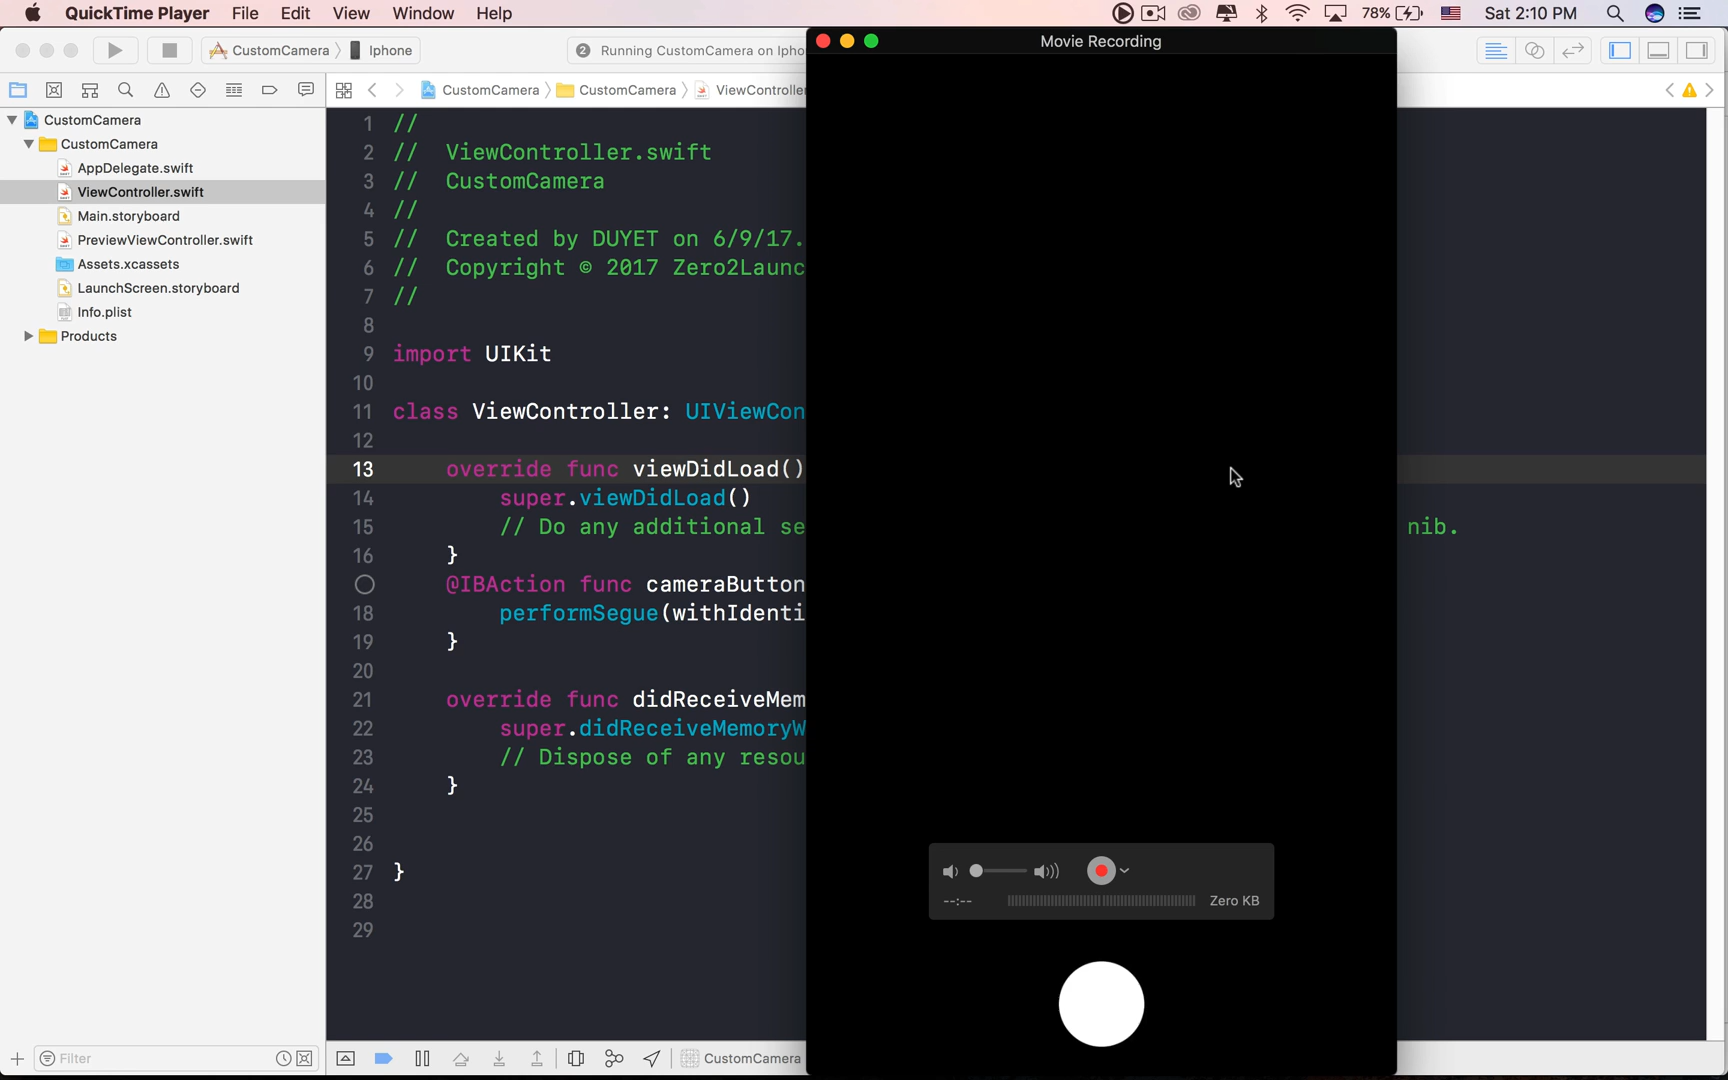 QuickTime Player File Edit View Window Help 78% Sat 2:10 PM
CustomCamera Iphone
2 Running CustomCamera on Ipho
Movie Recording
CustomCamera CustomCamera ViewController
CustomCamera
CustomCamera
AppDelegate.swift
ViewController.swift
Main.storyboard
PreviewViewController.swift
Assets.xcassets
LaunchScreen.storyboard
Info.plist
Products
1 //
2 // ViewController.swift
3 // CustomCamera
4 //
5 // Created by DUYET on 6/9/17.
6 // Copyright © 2017 Zero2Launc
7 //
8
9 import UIKit
10
11 class ViewController: UIViewCon
12
13 override func viewDidLoad()
14 super.viewDidLoad()
15 // Do any additional se nib.
16 }
@IBAction func cameraButton
18 performSegue(withIdenti
19 }
20
21 override func didReceiveMem
22 super.didReceiveMemoryW
23 // Dispose of any resou
24 }
25
26
27 }
28
29
--:-- Zero KB
Filter
CustomCamera